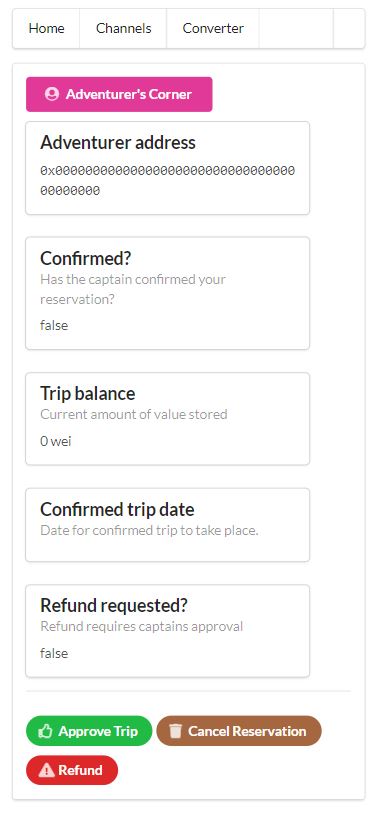 Home Channels Converter
Adventurer's Corner
Adventurer address
0x00000000000000000000000000000000
00000000
Confirmed?
Has the captain confirmed your
reservation?
false
Trip balance
Current amount of value stored
0 wei
Confirmed trip date
Date for confirmed trip to take place.
Refund requested?
Refund requires captains approval
false
Approve Trip Cancel Reservation
Refund